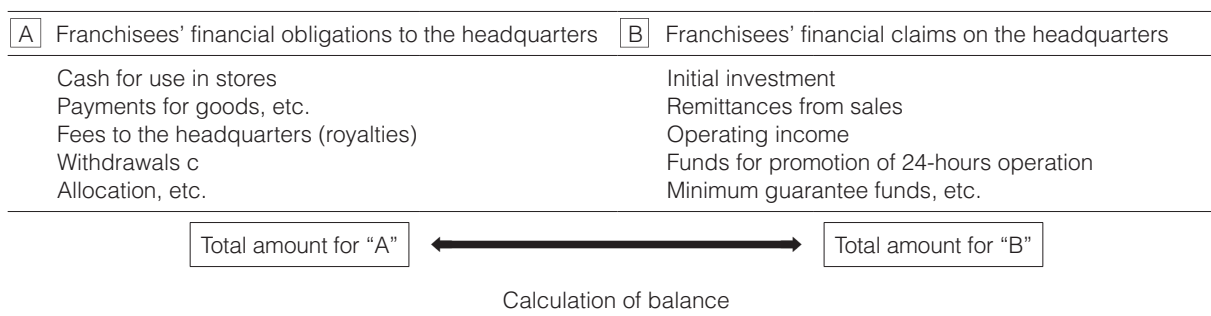 A Franchisees’ financial obligations to the headquarters B Franchisees’ financial claims on the headquarters
Cash for use in stores Initial investment
Payments for goods, etc. Remittances from sales
Fees to the headquarters (royalties) Operating income
Withdrawals c Funds for promotion of 24-hours operation
Allocation, etc. Minimum guarantee funds, etc.
Total amount for “A” Total amount for “B”
Calculation of balance